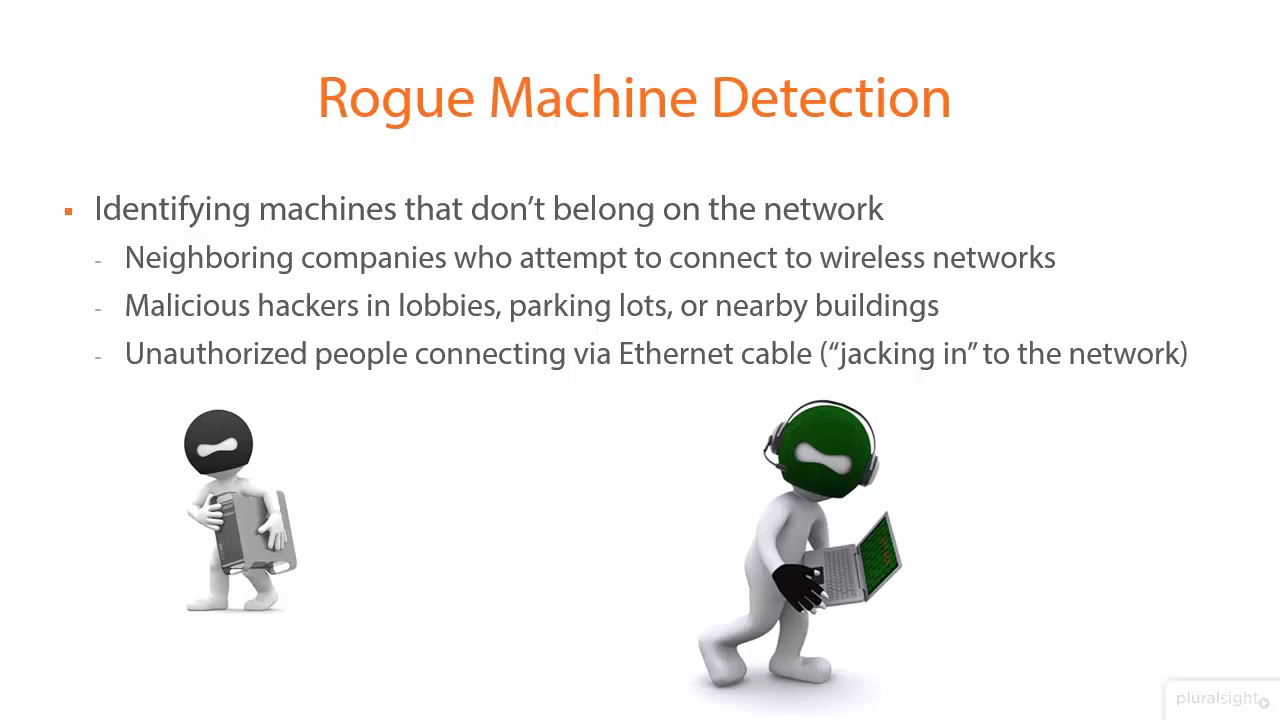 Rogue Machine Detection
▪ Identifying machines that don’t belong on the network
- Neighboring companies who attempt to connect to wireless networks
- Malicious hackers in lobbies, parking lots, or nearby buildings
- Unauthorized people connecting via Ethernet cable (“jacking in” to the network)
pluralsight